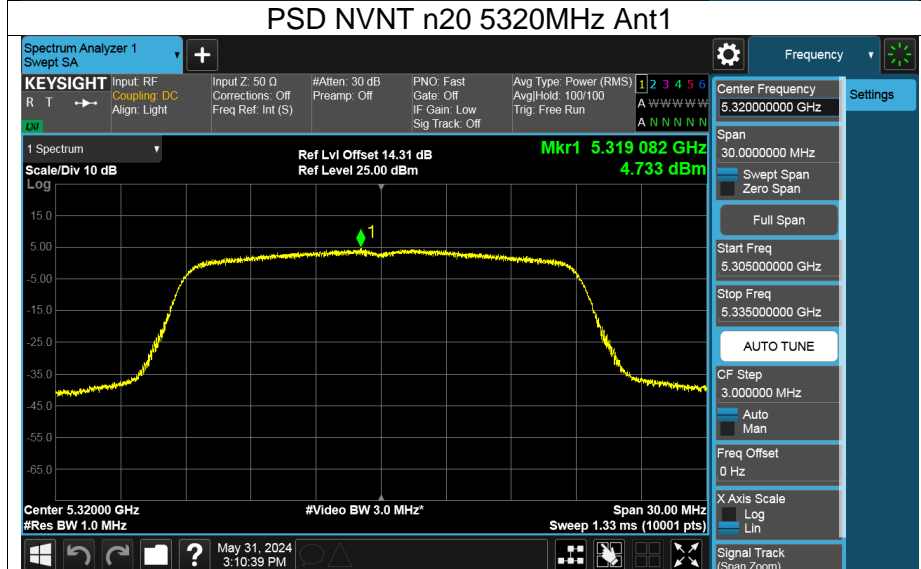 PSD NVNT n20 5320MHz Ant1
Spectrum Analyzer 1
Swept SA
Frequency
KEYSIGHT
R T
LXI
Input: RF
Coupling: DC
Align: Light
Input Z: 50 Ω
Corrections: Off
Freq Ref: Int (S)
#Atten: 30 dB
Preamp: Off
PNO: Fast
Gate: Off
IF Gain: Low
Sig Track: Off
Avg Type: Power (RMS)
Avg|Hold: 100/100
Trig: Free Run
1 2 3 4 5 6
A W W W W W
A N N N N N
1 Spectrum
Scale/Div 10 dB
Log
Ref Lvl Offset 14.31 dB
Ref Level 25.00 dBm
Mkr1 5.319 082 GHz
4.733 dBm
1
15.0
5.00
-5.00
-15.0
-25.0
-35.0
-45.0
-55.0
-65.0
Center 5.32000 GHz
#Res BW 1.0 MHz
#Video BW 3.0 MHz*
Span 30.00 MHz
Sweep 1.33 ms (10001 pts)
?
May 31, 2024
3:10:39 PM
Center Frequency
5.320000000 GHz
Settings
Span
30.0000000 MHz
Swept Span
Zero Span
Full Span
Start Freq
5.305000000 GHz
Stop Freq
5.335000000 GHz
AUTO TUNE
CF Step
3.000000 MHz
Auto
Man
Freq Offset
0 Hz
X Axis Scale
Log
Lin
Signal Track
(Span Zoom)